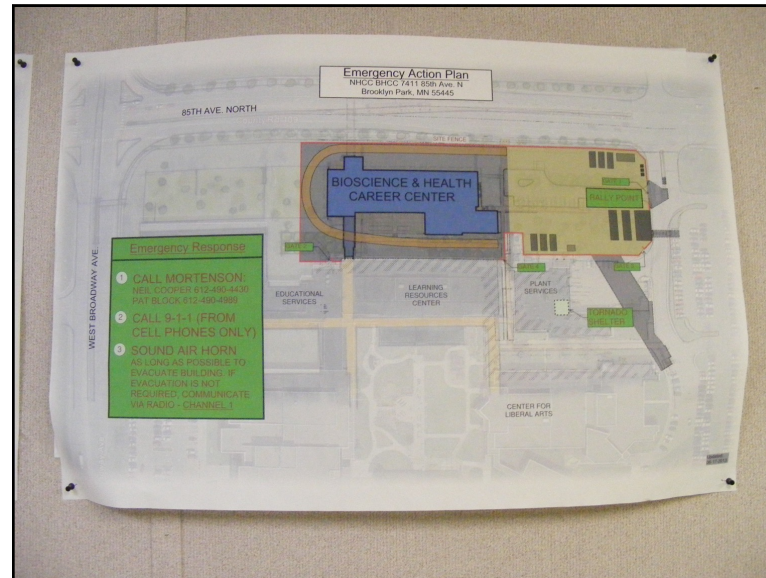 Emergency Action Plan
NHCC BHCC 7411 85th Ave. N
Brooklyn Park, MN 55445
85TH AVE. NORTH
SITE FENCE
BIOSCIENCE & HEALTH
CAREER CENTER
RALLY POINT
WEST BROADWAY AVE.
Emergency Response
1 CALL MORTENSON:
NEIL COOPER 612-490-4430
PAT BLOCK 612-490-4986
2 CALL 9-1-1 (FROM
CELL PHONES ONLY)
3 SOUND AIR HORN
AS LONG AS POSSIBLE TO
EVACUATE BUILDING. IF
EVACUATION IS NOT
REQUIRED, COMMUNICATE
VIA RADIO - CHANNEL 1
EDUCATIONAL
SERVICES
LEARNING
RESOURCES
CENTER
PLANT
SERVICES
TORNADO
SHELTER
CENTER FOR
LIBERAL ARTS